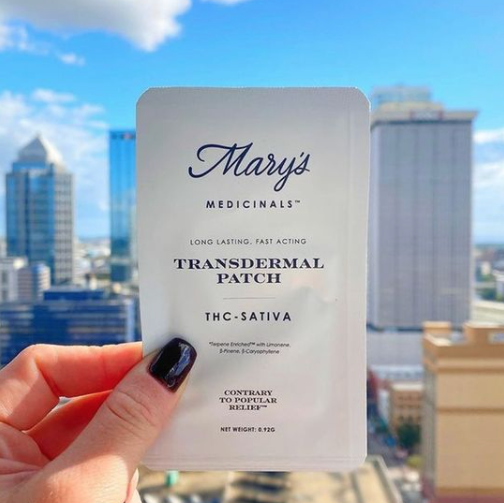 Mary's
MEDICINALS™
LONG LASTING, FAST ACTING
TRANSDERMAL
PATCH
THC-SATIVA
*Terpene Enriched™ with Limonene,
B-Pinene, B-Caryophyllene
CONTRARY
TO POPULAR
RELIEF™
NET WEIGHT: 0.92G